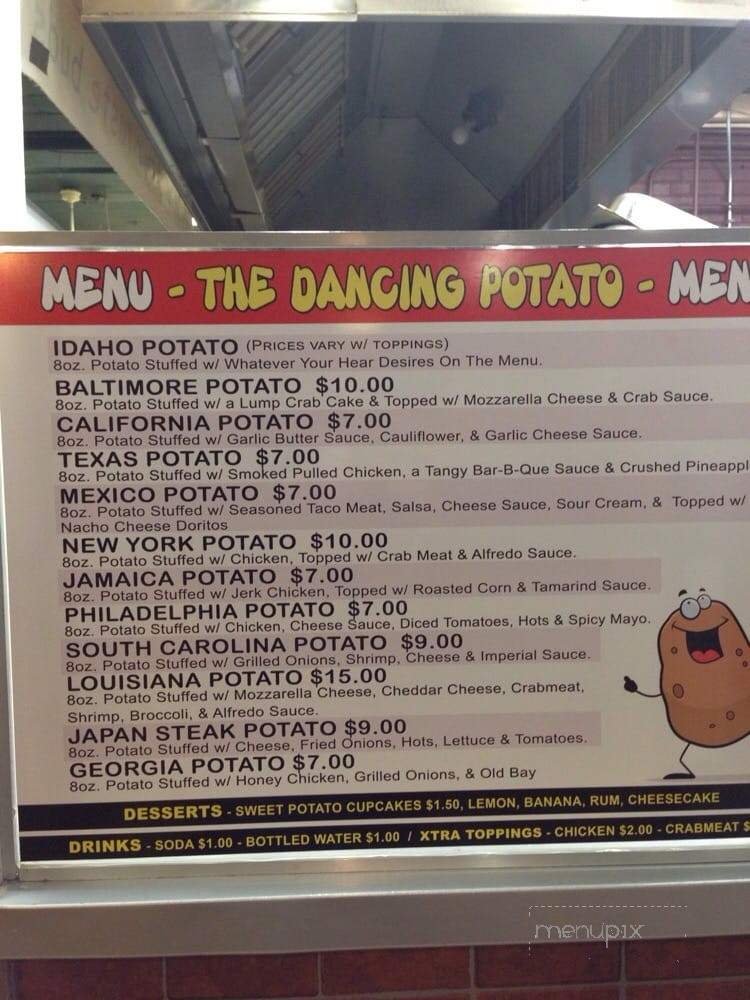 MENU - THE DANCING POTATO - MEN
IDAHO POTATO (PRICES VARY W/ TOPPINGS)
8oz. Potato Stuffed w/ Whatever Your Hear Desires On The Menu.
BALTIMORE POTATO $10.00
8oz. Potato Stuffed w/ a Lump Crab Cake & Topped w/ Mozzarella Cheese & Crab Sauce.
CALIFORNIA POTATO $7.00
8oz. Potato Stuffed w/ Garlic Butter Sauce, Cauliflower, & Garlic Cheese Sauce.
TEXAS POTATO $7.00
8oz. Potato Stuffed w/ Smoked Pulled Chicken, a Tangy Bar-B-Que Sauce & Crushed Pineappl
MEXICO POTATO $7.00
8oz. Potato Stuffed w/ Seasoned Taco Meat, Salsa, Cheese Sauce, Sour Cream, & Topped w/
Nacho Cheese Doritos
NEW YORK POTATO $10.00
8oz. Potato Stuffed w/ Chicken, Topped w/ Crab Meat & Alfredo Sauce.
JAMAICA POTATO $7.00
8oz. Potato Stuffed w/ Jerk Chicken, Topped w/ Roasted Corn & Tamarind Sauce.
PHILADELPHIA POTATO $7.00
8oz. Potato Stuffed w/ Chicken, Cheese Sauce, Diced Tomatoes, Hots & Spicy Mayo.
SOUTH CAROLINA POTATO $9.00
8oz. Potato Stuffed w/ Grilled Onions, Shrimp, Cheese & Imperial Sauce.
LOUISIANA POTATO $15.00
8oz. Potato Stuffed w/ Mozzarella Cheese, Cheddar Cheese, Crabmeat,
Shrimp, Broccoli, & Alfredo Sauce.
JAPAN STEAK POTATO $9.00
8oz. Potato Stuffed w/ Cheese, Fried Onions, Hots, Lettuce & Tomatoes.
GEORGIA POTATO $7.00
8oz. Potato Stuffed w/ Honey Chicken, Grilled Onions, & Old Bay
DESSERTS - SWEET POTATO CUPCAKES $1.50, LEMON, BANANA, RUM, CHEESECAKE
DRINKS - SODA $1.00 - BOTTLED WATER $1.00 / XTRA TOPPINGS - CHICKEN $2.00 - CRABMEAT $
menupix